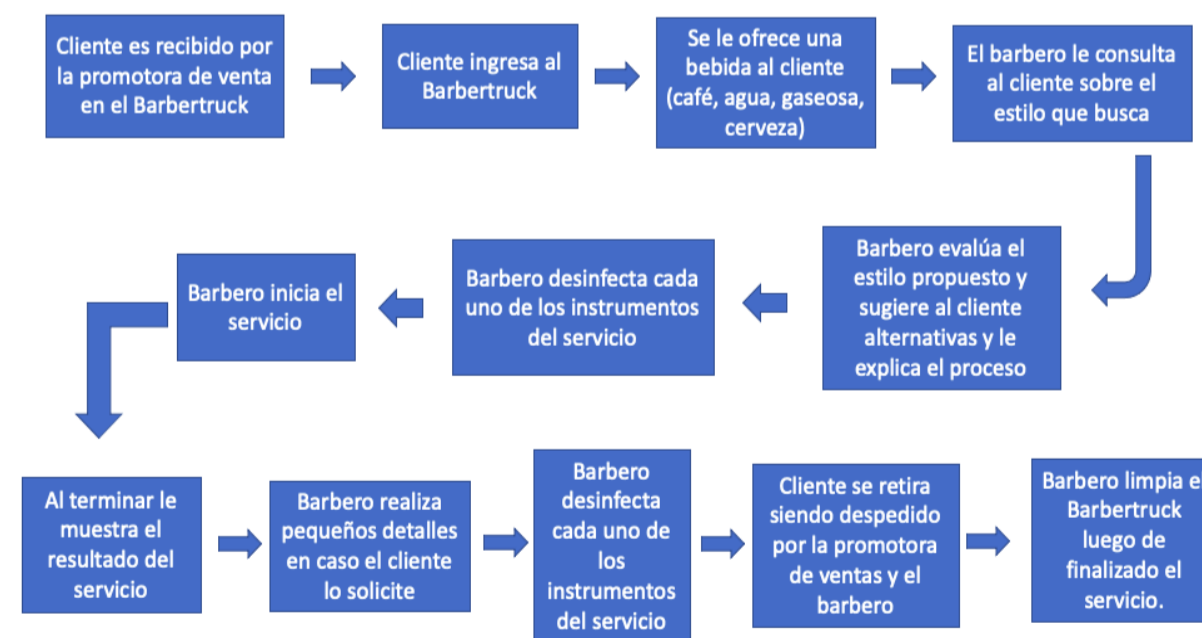 Cliente es recibido por
la promotora de venta
en el Barbertruck
Cliente ingresa al
Barbertruck
Se le ofrece una
bebida al cliente
(café, agua, gaseosa,
cerveza)
El barbero le consulta
al cliente sobre el
estilo que busca
Barbero evalúa el
estilo propuesto y
sugiere al cliente
alternativas y le
explica el proceso
Barbero desinfecta cada
uno de los instrumentos
del servicio
Barbero inicia el
servicio
Al terminar le
muestra el
resultado del
servicio
Barbero realiza
pequeños detalles
en caso el cliente
lo solicite
Barbero
desinfecta
cada uno de
los
instrumentos
del servicio
Cliente se retira
siendo despedido
por la promotora
de ventas y el
barbero
Barbero limpia el
Barbertruck
luego de
finalizado el
servicio.